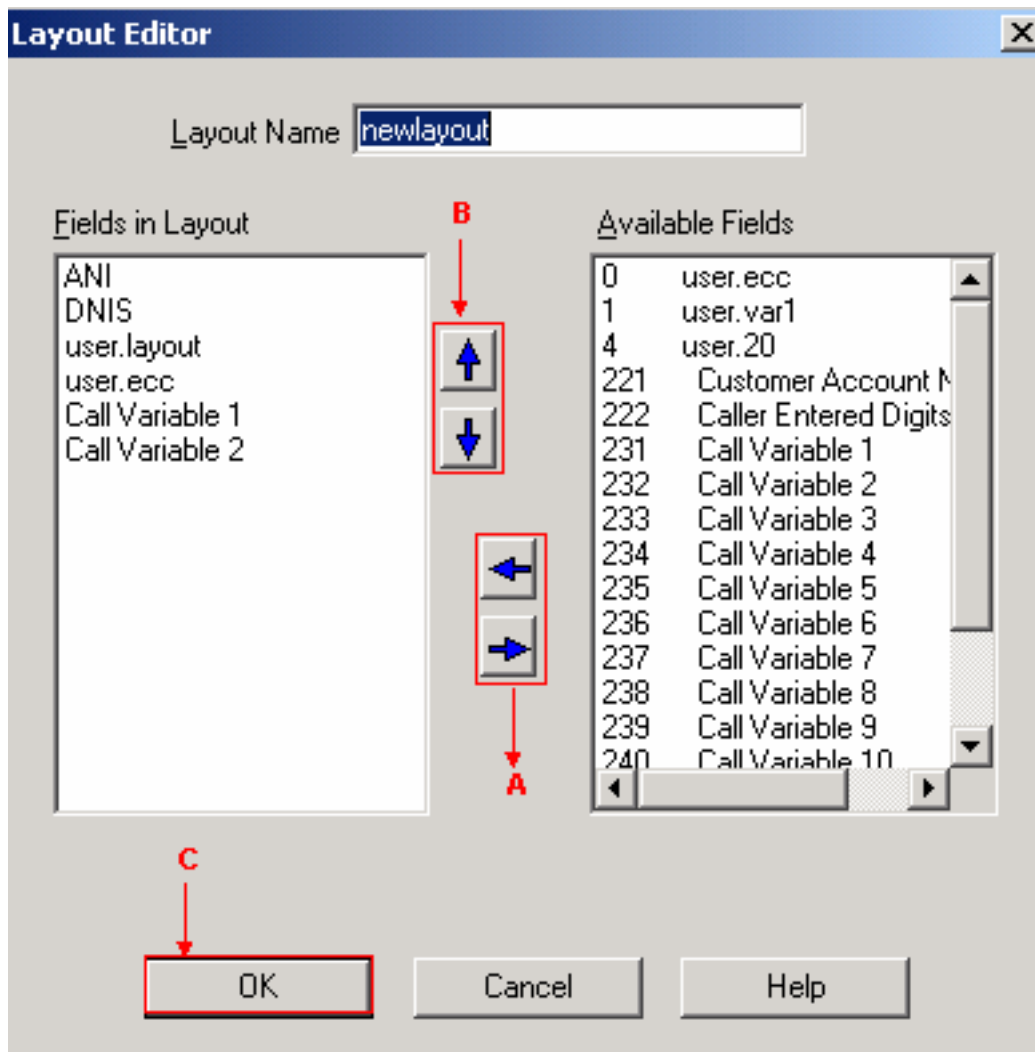 Layout Editor
Layout Name newlayout
Fields in Layout
ANI
DNIS
user.layout
user.ecc
Call Variable 1
Call Variable 2
B
A
Available Fields
0 user.ecc
1 user.var1
4 user.20
221 Customer Account N
222 Caller Entered Digits
231 Call Variable 1
232 Call Variable 2
233 Call Variable 3
234 Call Variable 4
235 Call Variable 5
236 Call Variable 6
237 Call Variable 7
238 Call Variable 8
239 Call Variable 9
240 Call Variable 10
C
OK Cancel Help